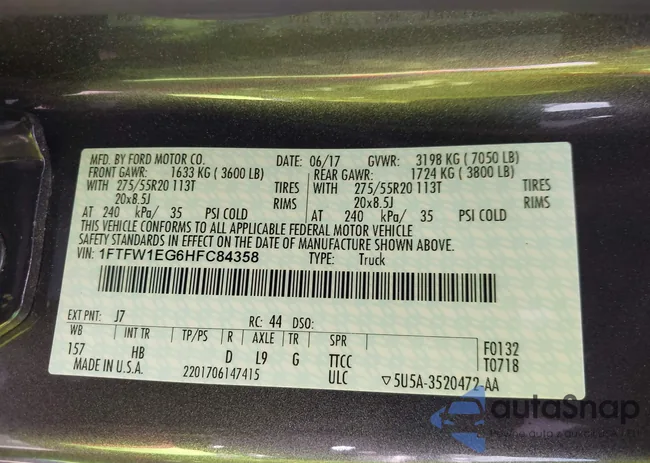 MFD. BY FORD MOTOR CO. DATE: 06/17 GVWR: 3198 KG ( 7050 LB)
FRONT GAWR: 1633 KG ( 3600 LB) REAR GAWR: 1724 KG ( 3800 LB)
WITH 275/55R20 113T TIRES WITH 275/55R20 113T TIRES
20x8.5J RIMS 20x8.5J RIMS
AT 240 kPa/ 35 PSI COLD AT 240 kPa/ 35 PSI COLD
THIS VEHICLE CONFORMS TO ALL APPLICABLE FEDERAL MOTOR VEHICLE
SAFETY STANDARDS IN EFFECT ON THE DATE OF MANUFACTURE SHOWN ABOVE.
VIN: 1FTFW1EG6HFC84358 TYPE: Truck
EXT PNT: J7 RC: 44 DSO:
WB INT TR TP/PS R AXLE TR SPR F0132
157 HB D L9 G TTCC T0718
MADE IN U.S.A. 2201706147415 ULC ▽5U5A-3520472-AA
autoSnap